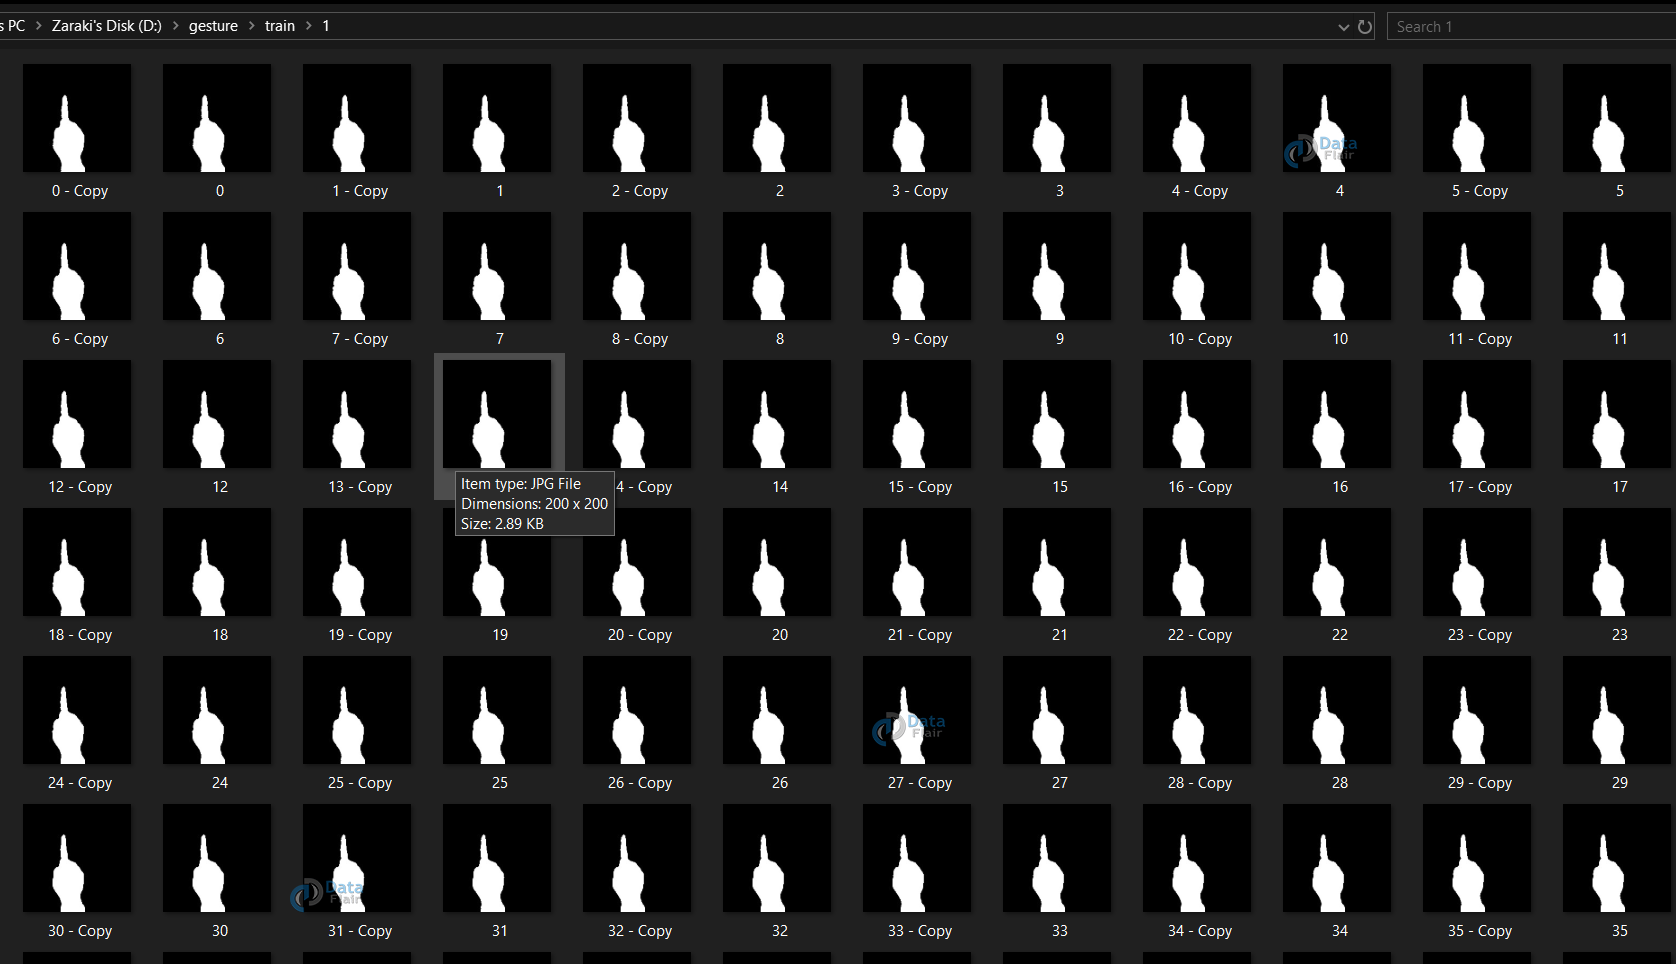 s PC > Zaraki's Disk (D:) > gesture > train > 1
Search 1
Data Flair
0 - Copy 0 1 - Copy 1 2 - Copy 2 3 - Copy 3 4 - Copy 4 5 - Copy 5
6 - Copy 6 7 - Copy 7 8 - Copy 8 9 - Copy 9 10 - Copy 10 11 - Copy 11
12 - Copy 12 13 - Copy 4 - Copy 14 15 - Copy 15 16 - Copy 16 17 - Copy 17
Item type: JPG File
Dimensions: 200 x 200
Size: 2.89 KB
18 - Copy 18 19 - Copy 19 20 - Copy 20 21 - Copy 21 22 - Copy 22 23 - Copy 23
Data Flair
24 - Copy 24 25 - Copy 25 26 - Copy 26 27 - Copy 27 28 - Copy 28 29 - Copy 29
Data Flair
30 - Copy 30 31 - Copy 31 32 - Copy 32 33 - Copy 33 34 - Copy 34 35 - Copy 35